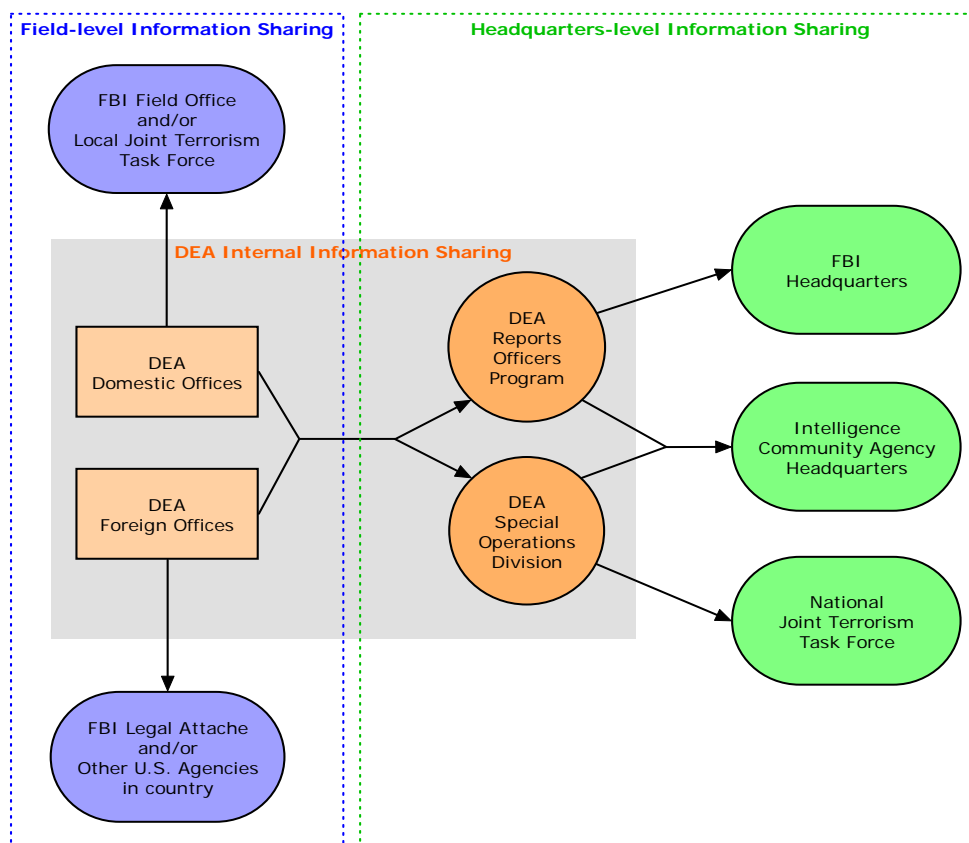 Field-level Information Sharing
Headquarters-level Information Sharing
FBI Field Office
and/or
Local Joint Terrorism
Task Force
DEA Internal Information Sharing
DEA
Domestic Offices
DEA
Foreign Offices
FBI Legal Attache
and/or
Other U.S. Agencies
in country
DEA
Reports
Officers
Program
DEA
Special
Operations
Division
FBI
Headquarters
Intelligence
Community Agency
Headquarters
National
Joint Terrorism
Task Force